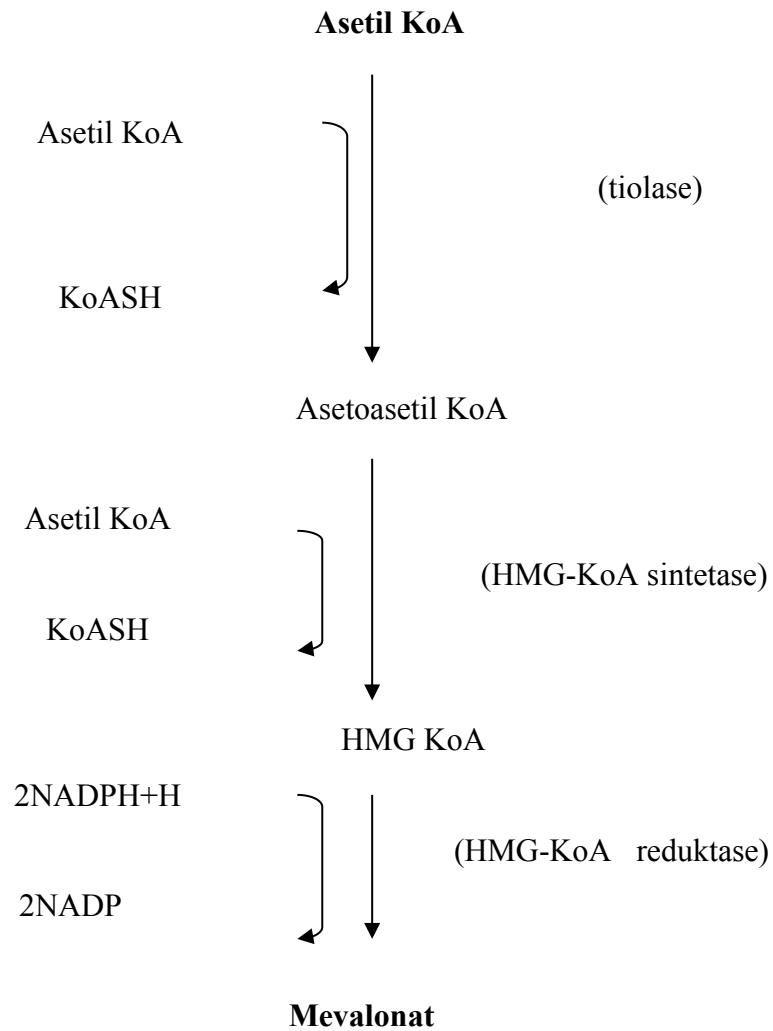 Asetil KoA
Asetil KoA
(tiolase)
KoASH
Asetoasetil KoA
Asetil KoA
(HMG-KoA sintetase)
KoASH
HMG KoA
2NADPH+H
(HMG-KoA reduktase)
2NADP
Mevalonat